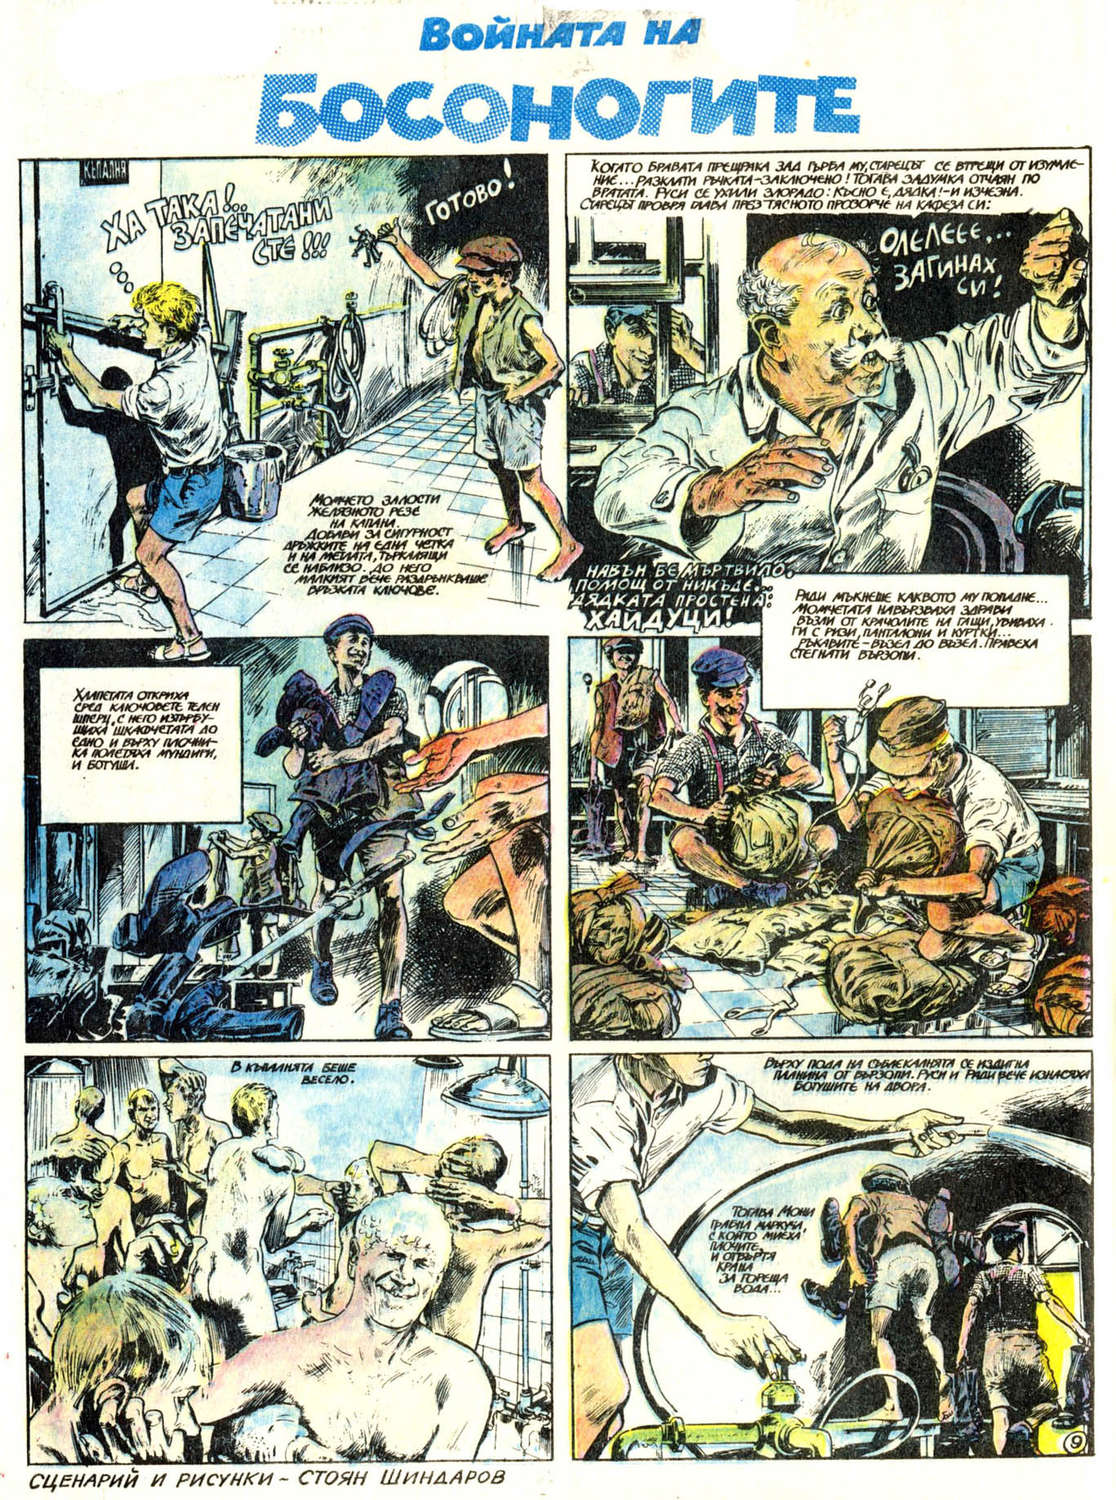 Войната на
Босоногите
КЪПАЛНЯ
ХА ТАКА!..
ЗАПЕЧАТАНИ
СТЕ!!!
ГОТОВО!
МОМЧЕТО ЗАЛОСТИ
ЖЕЛЯЗНОТО РЕЗЕ
НА КАПАНА.
ДОБАВИ ЗА СИГУРНОСТ
ДРЪЖКИТЕ НА ЕДНА ЧЕТКА
И НА МЕТЛАТА, ТЪРКАЛЯЩИ
СЕ НАБЛИЗО. ДО НЕГО
МАЛКИЯТ ВЕЧЕ РАЗДРЪНКВАШЕ
ВРЪЗКАТА КЛЮЧОВЕ.
КОГАТО БРАВАТА ПРЕЩРАКА ЗАД ГЪРБА МУ, СТАРЕЦЪТ СЕ ВТРЕЩИ ОТ ИЗУМЛЕ-
НИЕ... РАЗКЛАТИ РЪЧКАТА-ЗАКЛЮЧЕНО! ТОГАВА ЗАДУМКА ОТЧАЯН ПО
ВРАТАТА. РУСИ СЕ УХИЛИ ЗЛОРАДО: КЪСНО Е, ДЯДКА!-И ИЗЧЕЗНА.
СТАРЕЦЪТ ПРОВРЯ ГЛАВА ПРЕЗ ТЯСНОТО ПРОЗОРЧЕ НА КАФЕЗА СИ:
ОЛЕЛЕЕЕ,..
ЗАГИНАХ
СИ!
НАВЪН БЕ МЪРТВИЛО,
ПОМОЩ ОТ НИКЪДЕ...
ДЯДКАТА ПРОСТЕНА:
ХАЙДУЦИ!
ХЛАПЕТАТА ОТКРИХА
СРЕД КЛЮЧОВЕТЕ ТЕЛЕН
ШПЕРЦ, С НЕГО ИЗТЪРБУ-
ШИХА ШКАФЧЕТАТА ДО
ЕДНО И ВЪРХУ ПЛОЧНИ-
КА ПОЛЕТЯХА МУНДИРИ,
И БОТУШИ.
РАДИ МЪКНЕШЕ КАКВОТО МУ ПОПАДНЕ...
МОМЧЕТАТА НАВЪРЗВАХА ЗДРАВИ
ВЪЗЛИ ОТ КРАЧОЛИТЕ НА ГАЩИ, УВИВАХА -
ГИ С РИЗИ, ПАНТАЛОНИ И КУРТКИ...
РЪКАВИТЕ-ВЪЗЕЛ ДО ВЪЗЕЛ. ПРАВЕХА
СТЕГНАТИ ВЪРЗОПИ.
В КЪПАЛНЯТА БЕШЕ
ВЕСЕЛО.
ВЪРХУ ПОДА НА СЪБЛЕКАЛНЯТА СЕ ИЗДИГНА
ПЛАНИНА ОТ ВЪРЗОПИ. РУСИ И РАДИ ВЕЧЕ ИЗНАСЯХА
БОТУШИТЕ НА ДВОРА.
ТОГАВА МОНИ
ГРАБНА МАРКУЧА,
С КОЙТО МИЕХА
ПЛОЧИТЕ,
И ОТВЪРТЯ
КРАНА
ЗА ГОРЕЩА
ВОДА...
9
СЦЕНАРИЙ И РИСУНКИ - СТОЯН ШИНДАРОВ